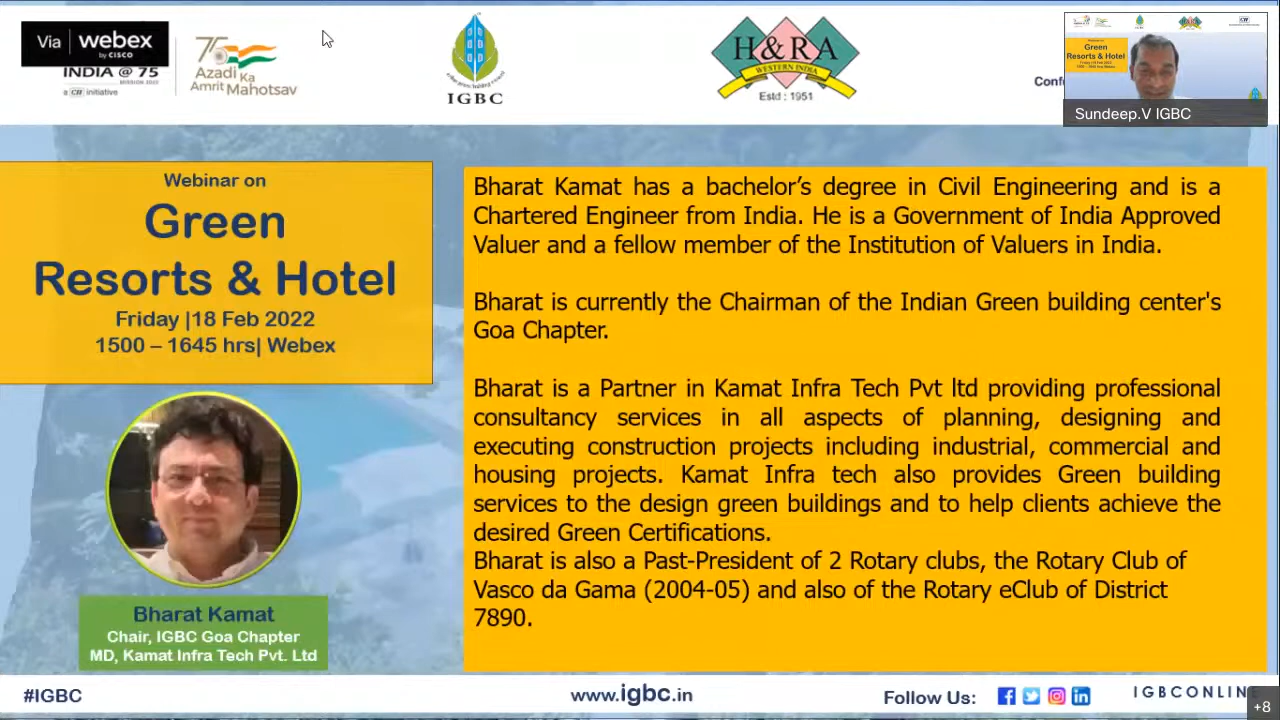 Via webex
by CISCO
INDIA @ 75
a CII initiative
75
Azadi Ka
Amrit Mahotsav
IGBC
H&RA
WESTERN INDIA
Estd : 1951
Green
Resorts & Hotel
Sundeep.V IGBC
Webinar on
Green
Resorts & Hotel
Friday |18 Feb 2022
1500 – 1645 hrs| Webex
Bharat Kamat has a bachelor’s degree in Civil Engineering and is a
Chartered Engineer from India. He is a Government of India Approved
Valuer and a fellow member of the Institution of Valuers in India.
Bharat is currently the Chairman of the Indian Green building center's
Goa Chapter.
Bharat is a Partner in Kamat Infra Tech Pvt ltd providing professional
consultancy services in all aspects of planning, designing and
executing construction projects including industrial, commercial and
housing projects. Kamat Infra tech also provides Green building
services to the design green buildings and to help clients achieve the
desired Green Certifications.
Bharat is also a Past-President of 2 Rotary clubs, the Rotary Club of
Vasco da Gama (2004-05) and also of the Rotary eClub of District
7890.
Bharat Kamat
Chair, IGBC Goa Chapter
MD, Kamat Infra Tech Pvt. Ltd
#IGBC
www.igbc.in
Follow Us:
IGBCONLINE
+8